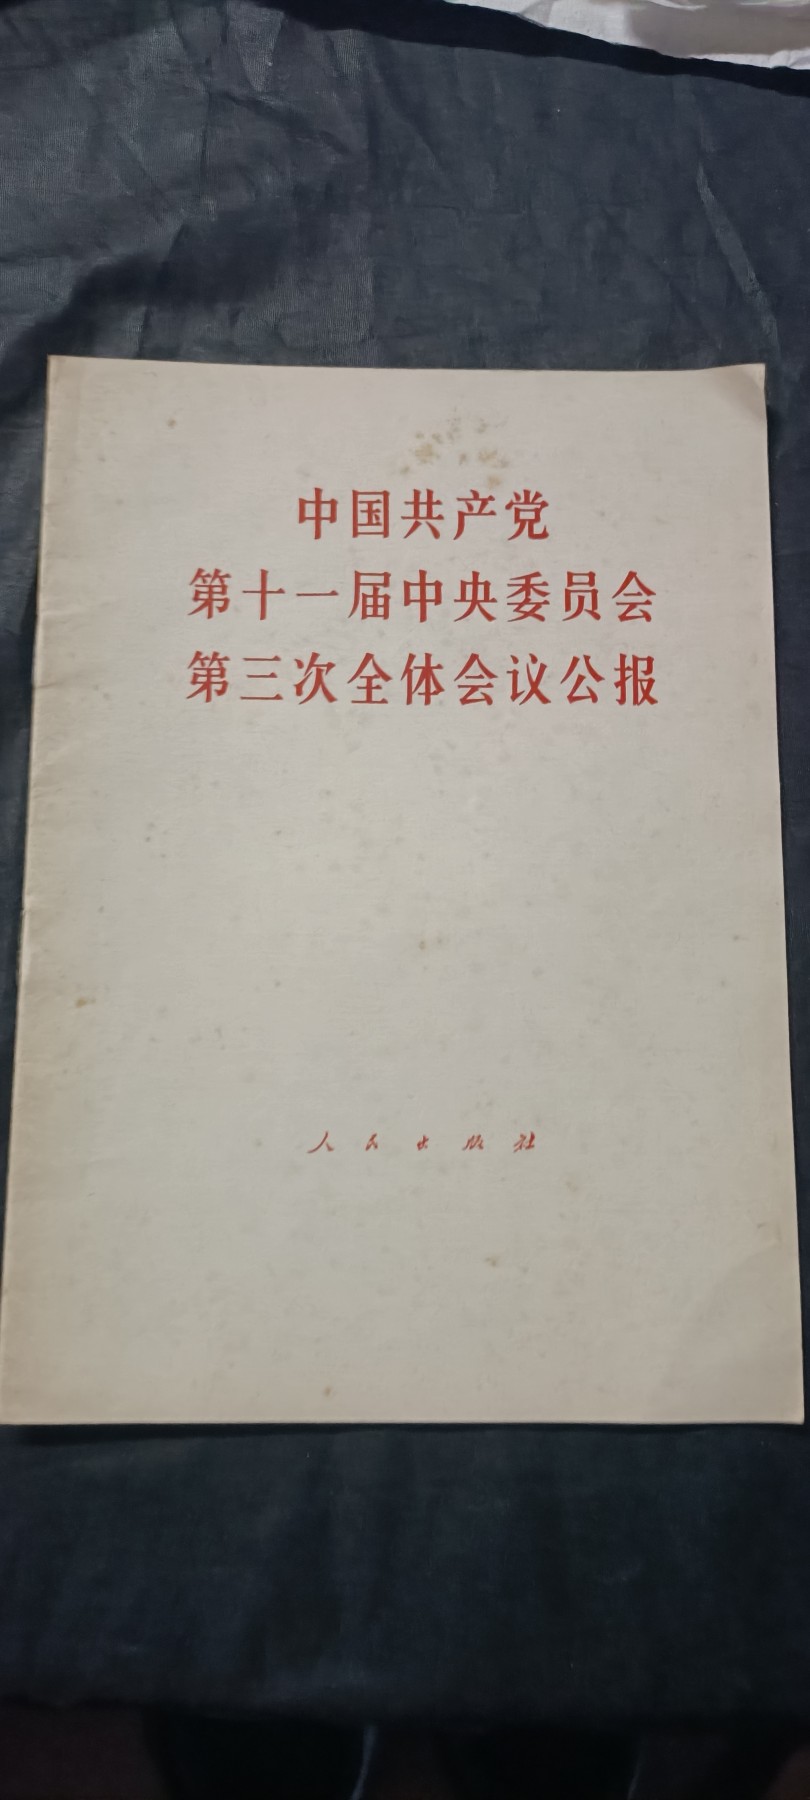 中国共产党
第十一届中央委员会
第三次全体会议公报
人民出版社